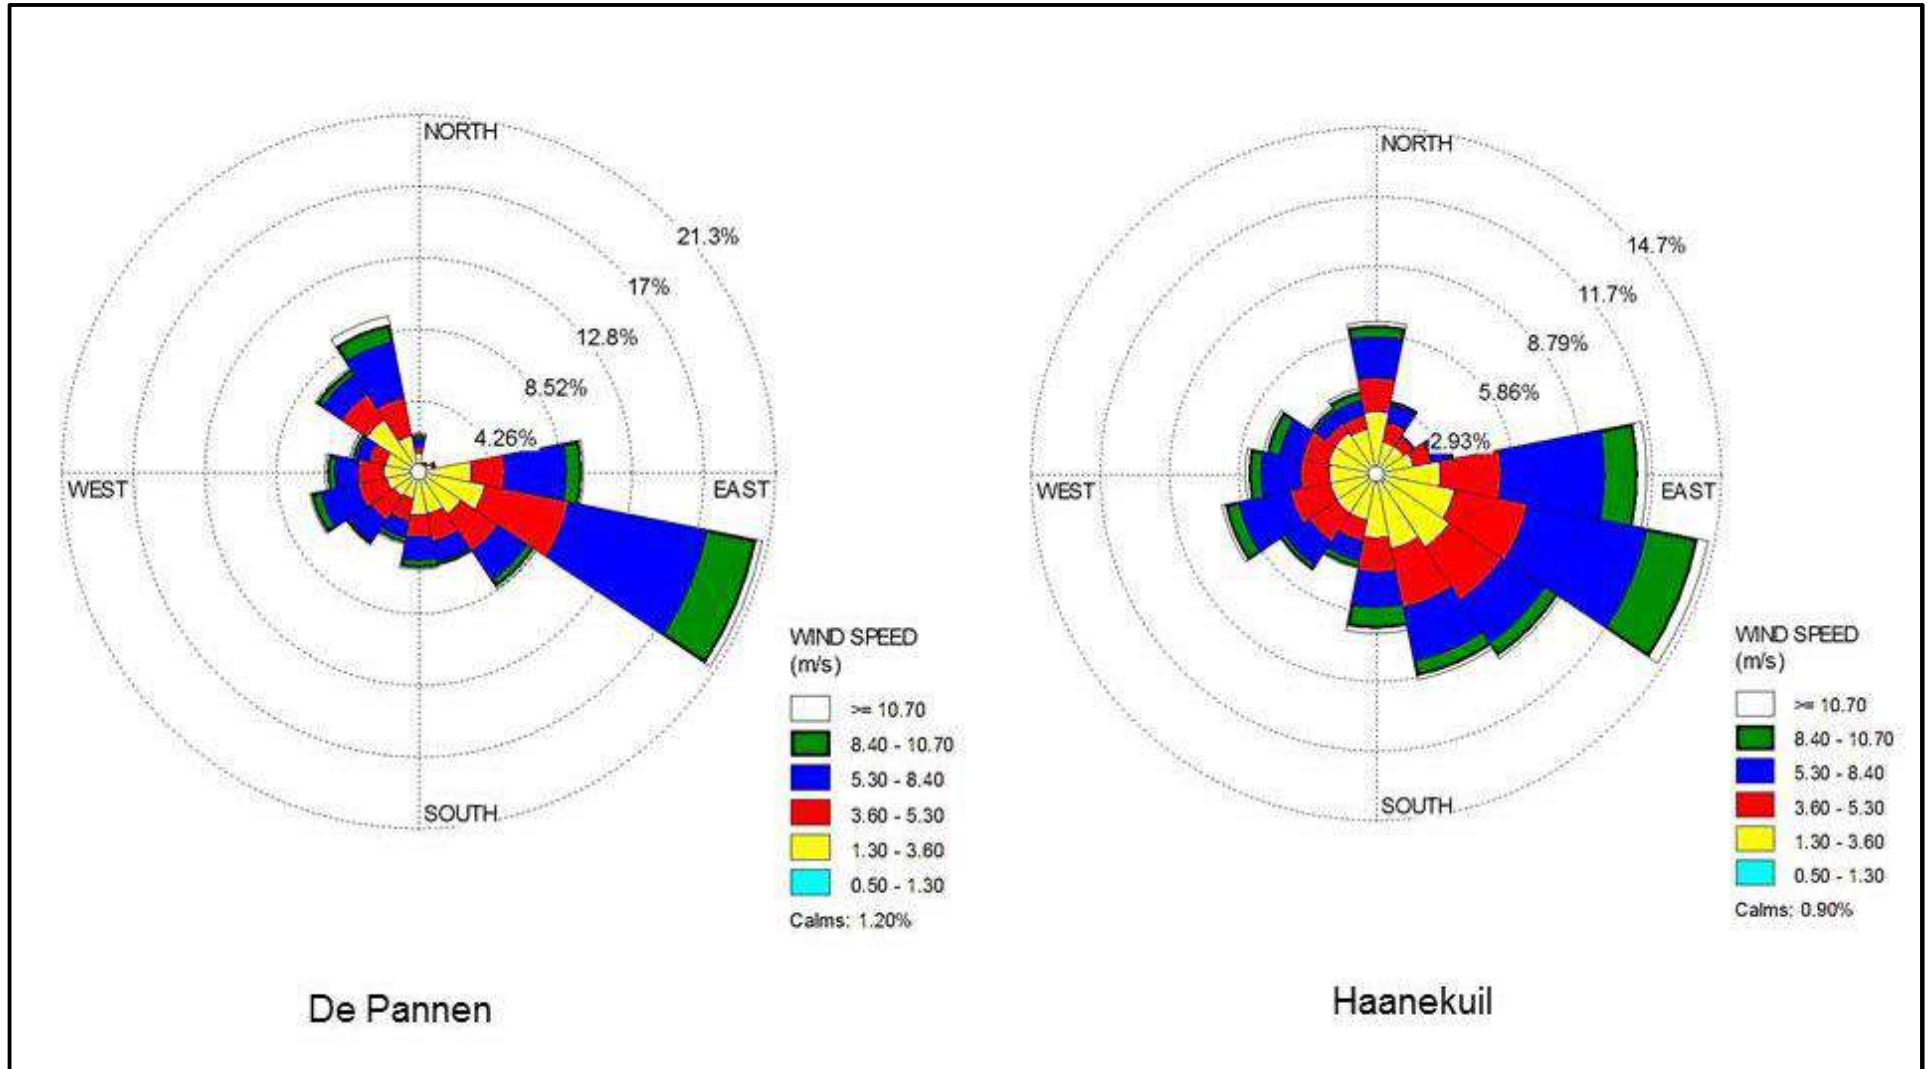 NORTH
21.3%
17%
12.8%
8.52%
4.26%
WEST
EAST
SOUTH
WIND SPEED
(m/s)
>= 10.70
8.40 - 10.70
5.30 - 8.40
3.60 - 5.30
1.30 - 3.60
0.50 - 1.30
Calms: 1.20%
De Pannen
NORTH
14.7%
11.7%
8.79%
5.86%
2.93%
WEST
EAST
SOUTH
WIND SPEED
(m/s)
>= 10.70
8.40 - 10.70
5.30 - 8.40
3.60 - 5.30
1.30 - 3.60
0.50 - 1.30
Calms: 0.90%
Haanekuil